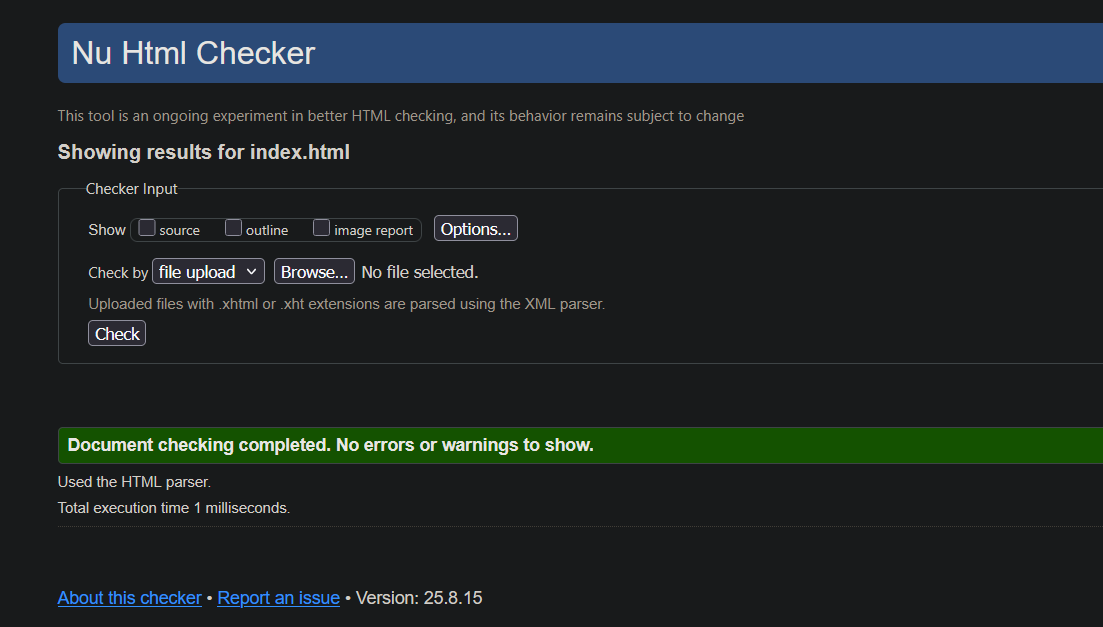 Nu Html Checker
This tool is an ongoing experiment in better HTML checking, and its behavior remains subject to change
Showing results for index.html
Checker Input
Show source outline image report Options...
Check by file upload Browse... No file selected.
Uploaded files with .xhtml or .xht extensions are parsed using the XML parser.
Check
Document checking completed. No errors or warnings to show.
Used the HTML parser.
Total execution time 1 milliseconds.
About this checker • Report an issue • Version: 25.8.15